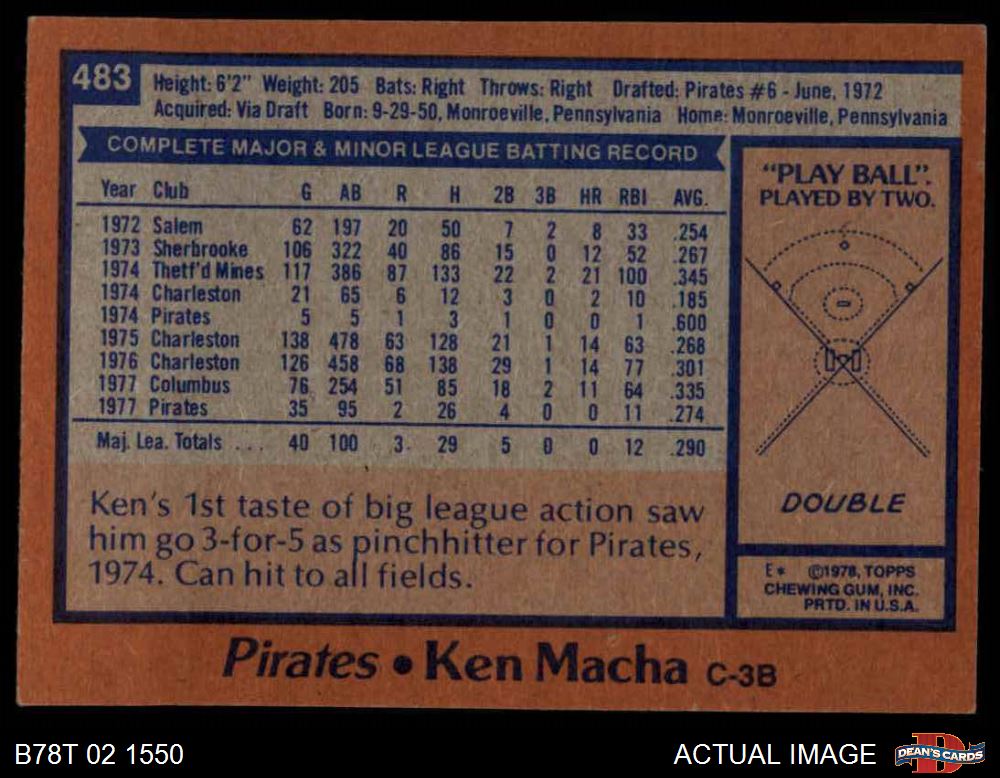 483
Height: 6'2" Weight: 205 Bats: Right Throws: Right Drafted: Pirates #6 - June, 1972
Acquired: Via Draft Born: 9-29-50, Monroeville, Pennsylvania Home: Monroeville, Pennsylvania
COMPLETE MAJOR & MINOR LEAGUE BATTING RECORD
Year Club G AB R H 2B 3B HR RBI AVG.
1972 Salem 62 197 20 50 7 2 8 33 .254
1973 Sherbrooke 106 322 40 86 15 0 12 52 .267
1974 Thetf'd Mines 117 386 87 133 22 2 21 100 .345
1974 Charleston 21 65 6 12 3 0 2 10 .185
1974 Pirates 5 5 1 3 1 0 0 1 .600
1975 Charleston 138 478 63 128 21 1 14 63 .268
1976 Charleston 126 458 68 138 29 1 14 77 .301
1977 Columbus 76 254 51 85 18 2 11 64 .335
1977 Pirates 35 95 2 26 4 0 0 11 .274
Maj. Lea. Totals ... 40 100 3 29 5 0 0 12 .290
Ken's 1st taste of big league action saw
him go 3-for-5 as pinchhitter for Pirates,
1974. Can hit to all fields.
"PLAY BALL".
PLAYED BY TWO.
DOUBLE
E* ©1978, TOPPS
CHEWING GUM, INC.
PRTD. IN U.S.A.
Pirates • Ken Macha C-3B
B78T 02 1550
ACTUAL IMAGE
D
DEAN'S CARDS